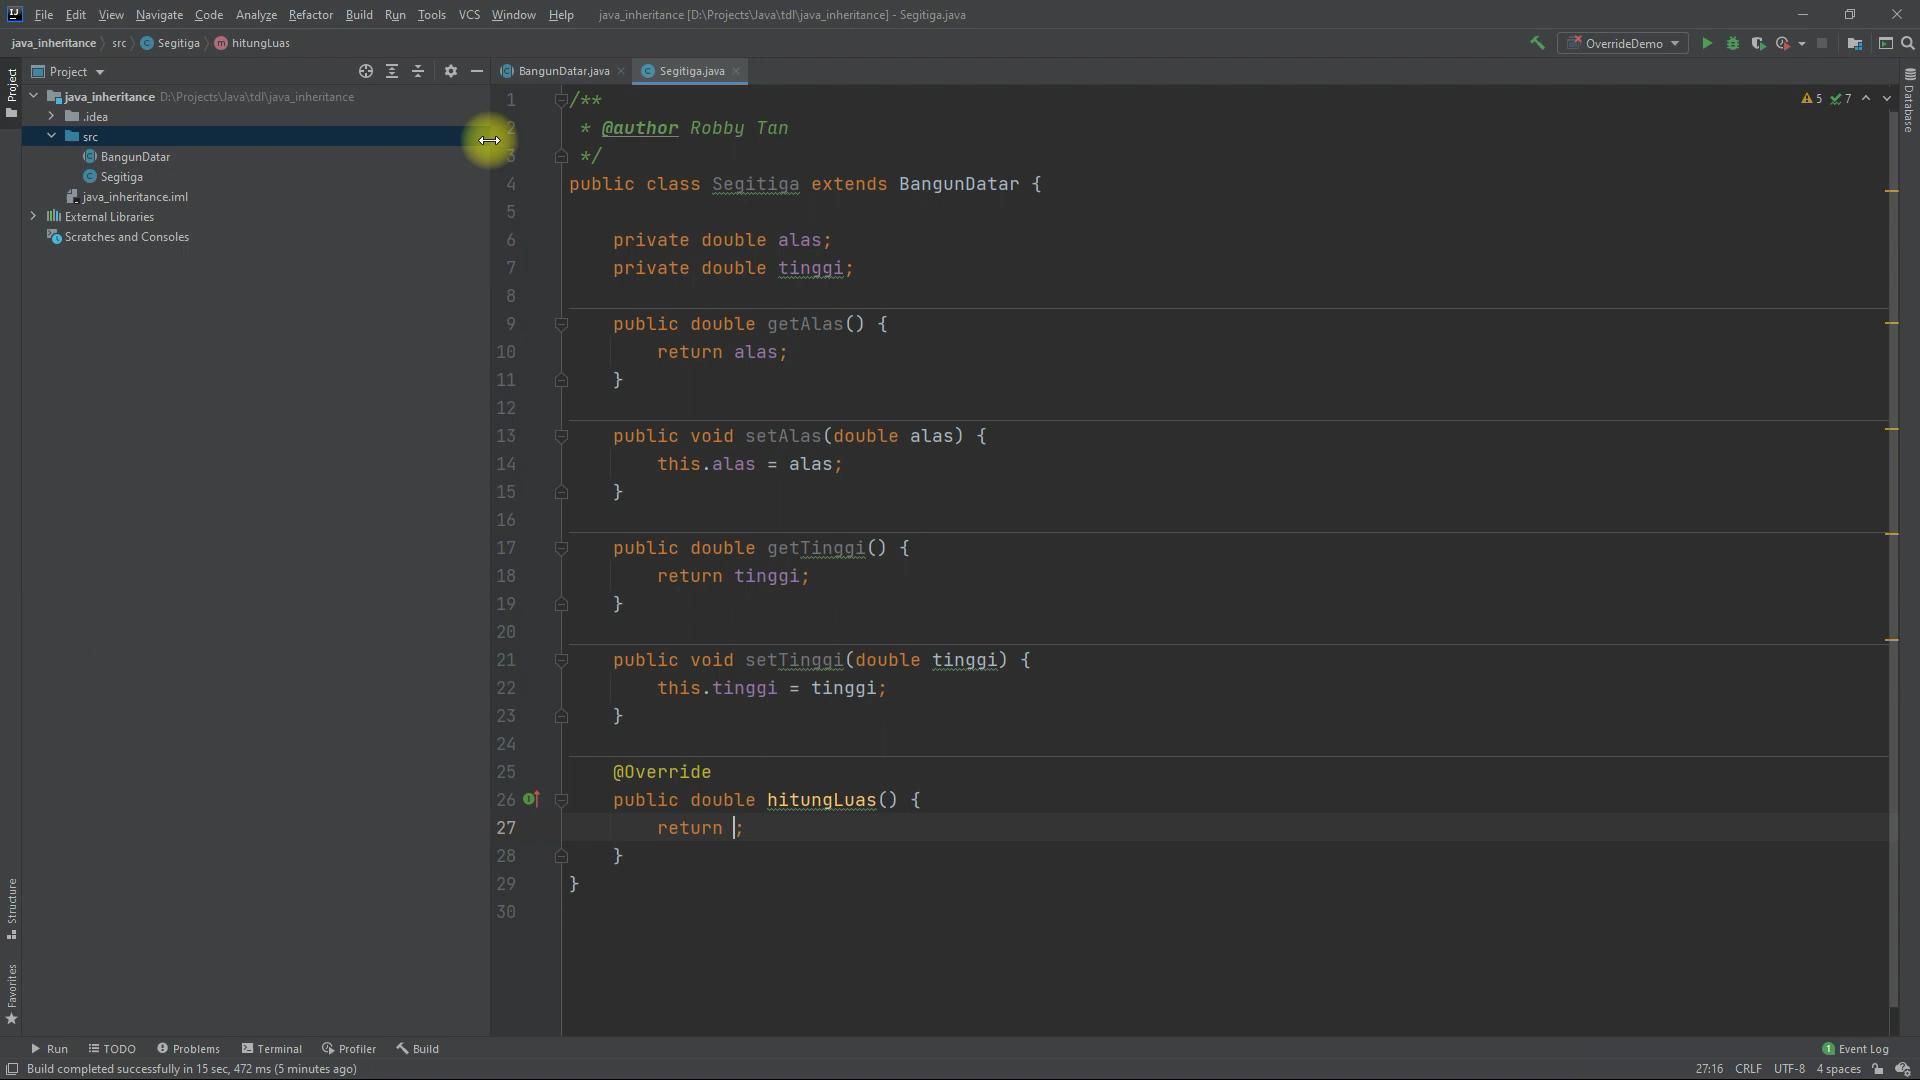 File Edit View Navigate Code Analyze Refactor Build Run Tools VCS Window Help java_inheritance [D:\Projects\Java\tdl\java_inheritance] - Segitiga.java
java_inheritance src Segitiga hitungLuas OverrideDemo
Project
Project
BangunDatar.java Segitiga.java
java_inheritance D:\Projects\Java\tdl\java_inheritance
.idea
src
BangunDatar
Segitiga
java_inheritance.iml
External Libraries
Scratches and Consoles
5 7
Database
1 /**
2 * @author Robby Tan
3 */
4 public class Segitiga extends BangunDatar {
5
6 private double alas;
7 private double tinggi;
8
9 public double getAlas() {
10 return alas;
11 }
12
13 public void setAlas(double alas) {
14 this.alas = alas;
15 }
16
17 public double getTinggi() {
18 return tinggi;
19 }
20
21 public void setTinggi(double tinggi) {
22 this.tinggi = tinggi;
23 }
24
25 @Override
26 public double hitungLuas() {
27 return ;
28 }
29 }
30
Structure
Favorites
Run TODO Problems Terminal Profiler Build 1 Event Log
Build completed successfully in 15 sec, 472 ms (5 minutes ago) 27:16 CRLF UTF-8 4 spaces